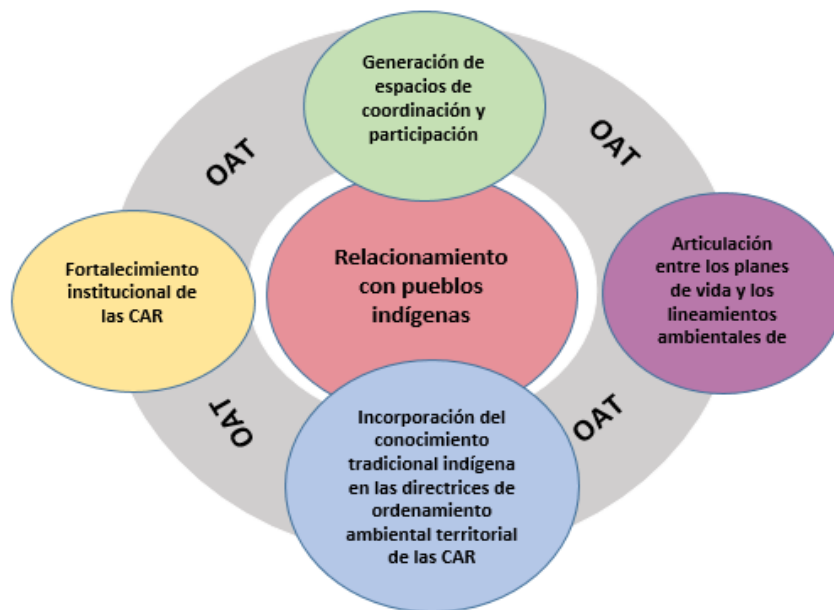 Generación de
espacios de
coordinación y
participación
OAT
OAT
Fortalecimiento
institucional de
las CAR
Relacionamiento
con pueblos
indígenas
Articulación
entre los planes
de vida y los
lineamientos
ambientales de
OAT
OAT
Incorporación del
conocimiento
tradicional indígena
en las directrices de
ordenamiento
ambiental territorial
de las CAR